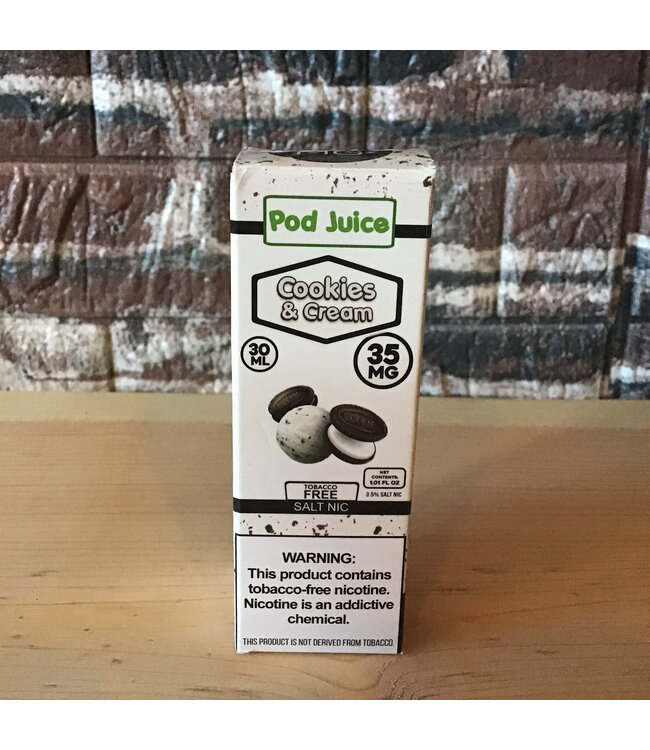 Pod Juice
Cookies
& Cream
30
ML
35
MG
NET
CONTENTS:
1.01 FL OZ
TOBACCO
FREE
3.5% SALT NIC
SALT NIC
WARNING:
This product contains
tobacco-free nicotine.
Nicotine is an addictive
chemical.
THIS PRODUCT IS NOT DERIVED FROM TOBACCO.